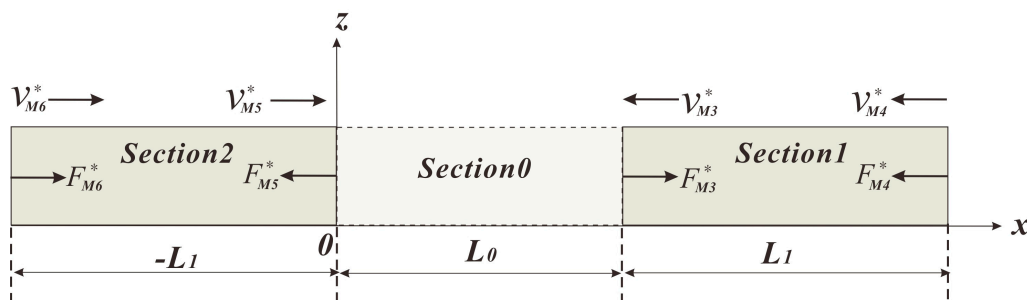 z
v*M6 v*M5 v*M3 v*M4
Section2 Section0 Section1
F*M6 F*M5 F*M3 F*M4
x
0
-L1 L0 L1